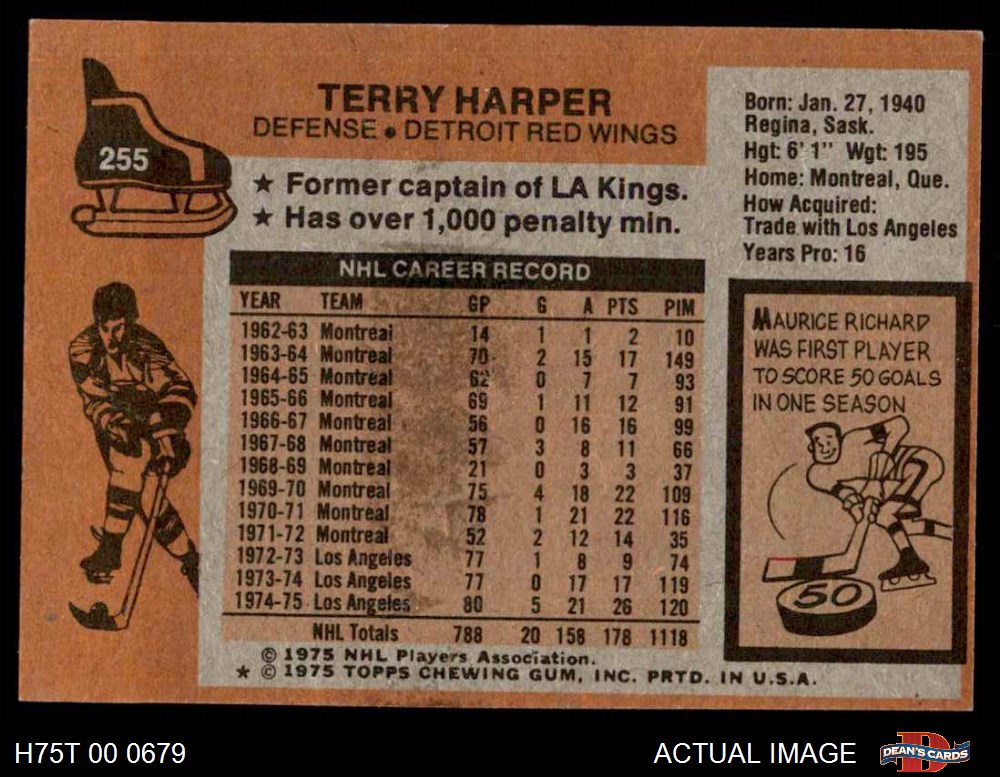 255
TERRY HARPER
DEFENSE • DETROIT RED WINGS
★ Former captain of LA Kings.
★ Has over 1,000 penalty min.
Born: Jan. 27, 1940
Regina, Sask.
Hgt: 6' 1" Wgt: 195
Home: Montreal, Que.
How Acquired:
Trade with Los Angeles
Years Pro: 16
NHL CAREER RECORD
YEAR TEAM GP G A PTS PIM
1962-63 Montreal 14 1 1 2 10
1963-64 Montreal 70 2 15 17 149
1964-65 Montreal 62 0 7 7 93
1965-66 Montreal 69 1 11 12 91
1966-67 Montreal 56 0 16 16 99
1967-68 Montreal 57 3 8 11 66
1968-69 Montreal 21 0 3 3 37
1969-70 Montreal 75 4 18 22 109
1970-71 Montreal 78 1 21 22 116
1971-72 Montreal 52 2 12 14 35
1972-73 Los Angeles 77 1 8 9 74
1973-74 Los Angeles 77 0 17 17 119
1974-75 Los Angeles 80 5 21 26 120
NHL Totals 788 20 158 178 1118
© 1975 NHL Players Association.
★ © 1975 TOPPS CHEWING GUM, INC. PRTD. IN U.S.A.
MAURICE RICHARD
WAS FIRST PLAYER
TO SCORE 50 GOALS
IN ONE SEASON
50
H75T 00 0679
ACTUAL IMAGE
D
DEAN'S CARDS